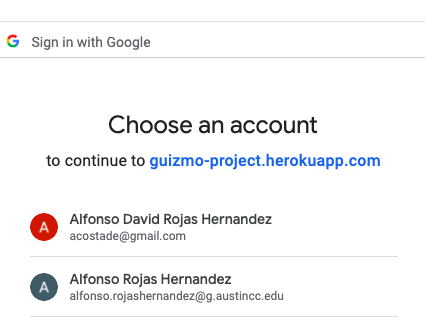 Sign in with Google
Choose an account
to continue to guizmo-project.herokuapp.com
A
Alfonso David Rojas Hernandez
acostade@gmail.com
A
Alfonso Rojas Hernandez
alfonso.rojashernandez@g.austincc.edu